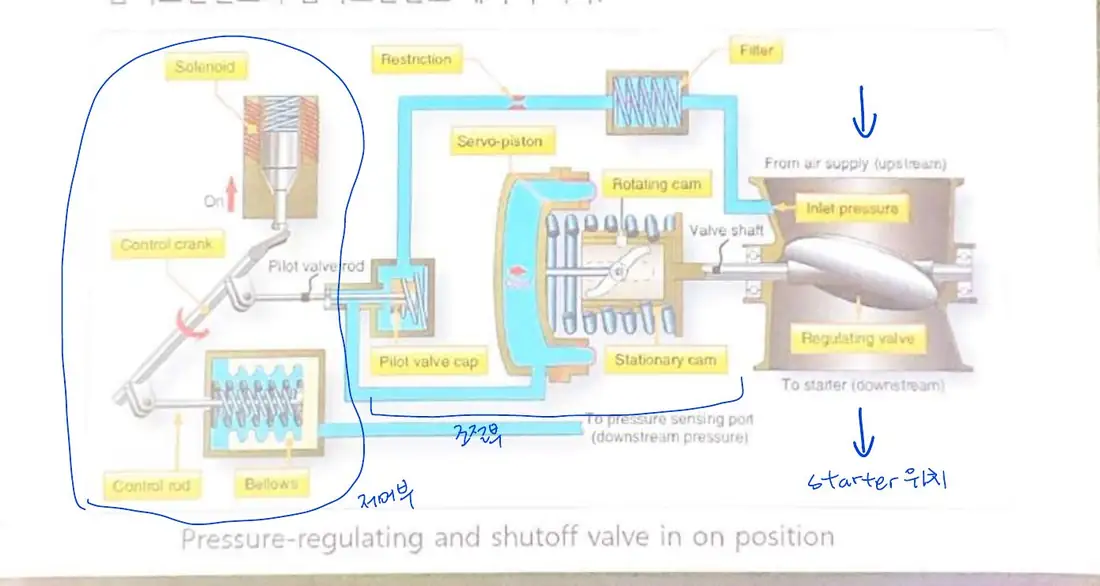 Solenoid
Restriction
Filter
Servo-piston
From air supply (upstream)
Rotating cam
On
Inlet pressure
Valve shaft
Control crank
Pilot valve rod
Regulating valve
Pilot valve cap
Stationary cam
To starter (downstream)
To pressure sensing port
(downstream pressure)
조절부
Control rod
Bellows
제어부
starter 위치
Pressure-regulating and shutoff valve in on position